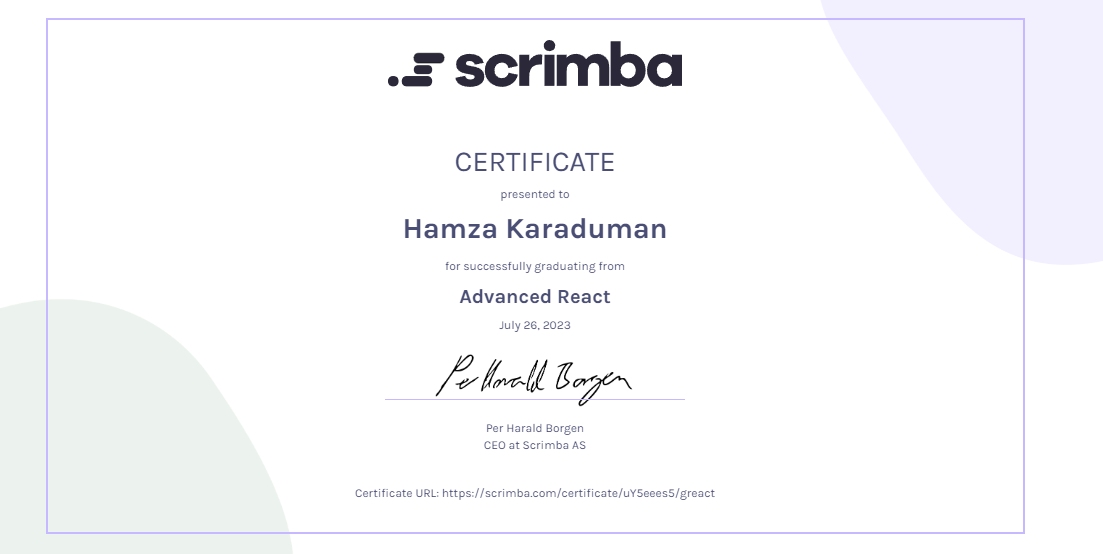 scrimba
CERTIFICATE
presented to
Hamza Karaduman
for successfully graduating from
Advanced React
July 26, 2023
Per Harald Borgen
Per Harald Borgen
CEO at Scrimba AS
Certificate URL: https://scrimba.com/certificate/uY5eees5/greact